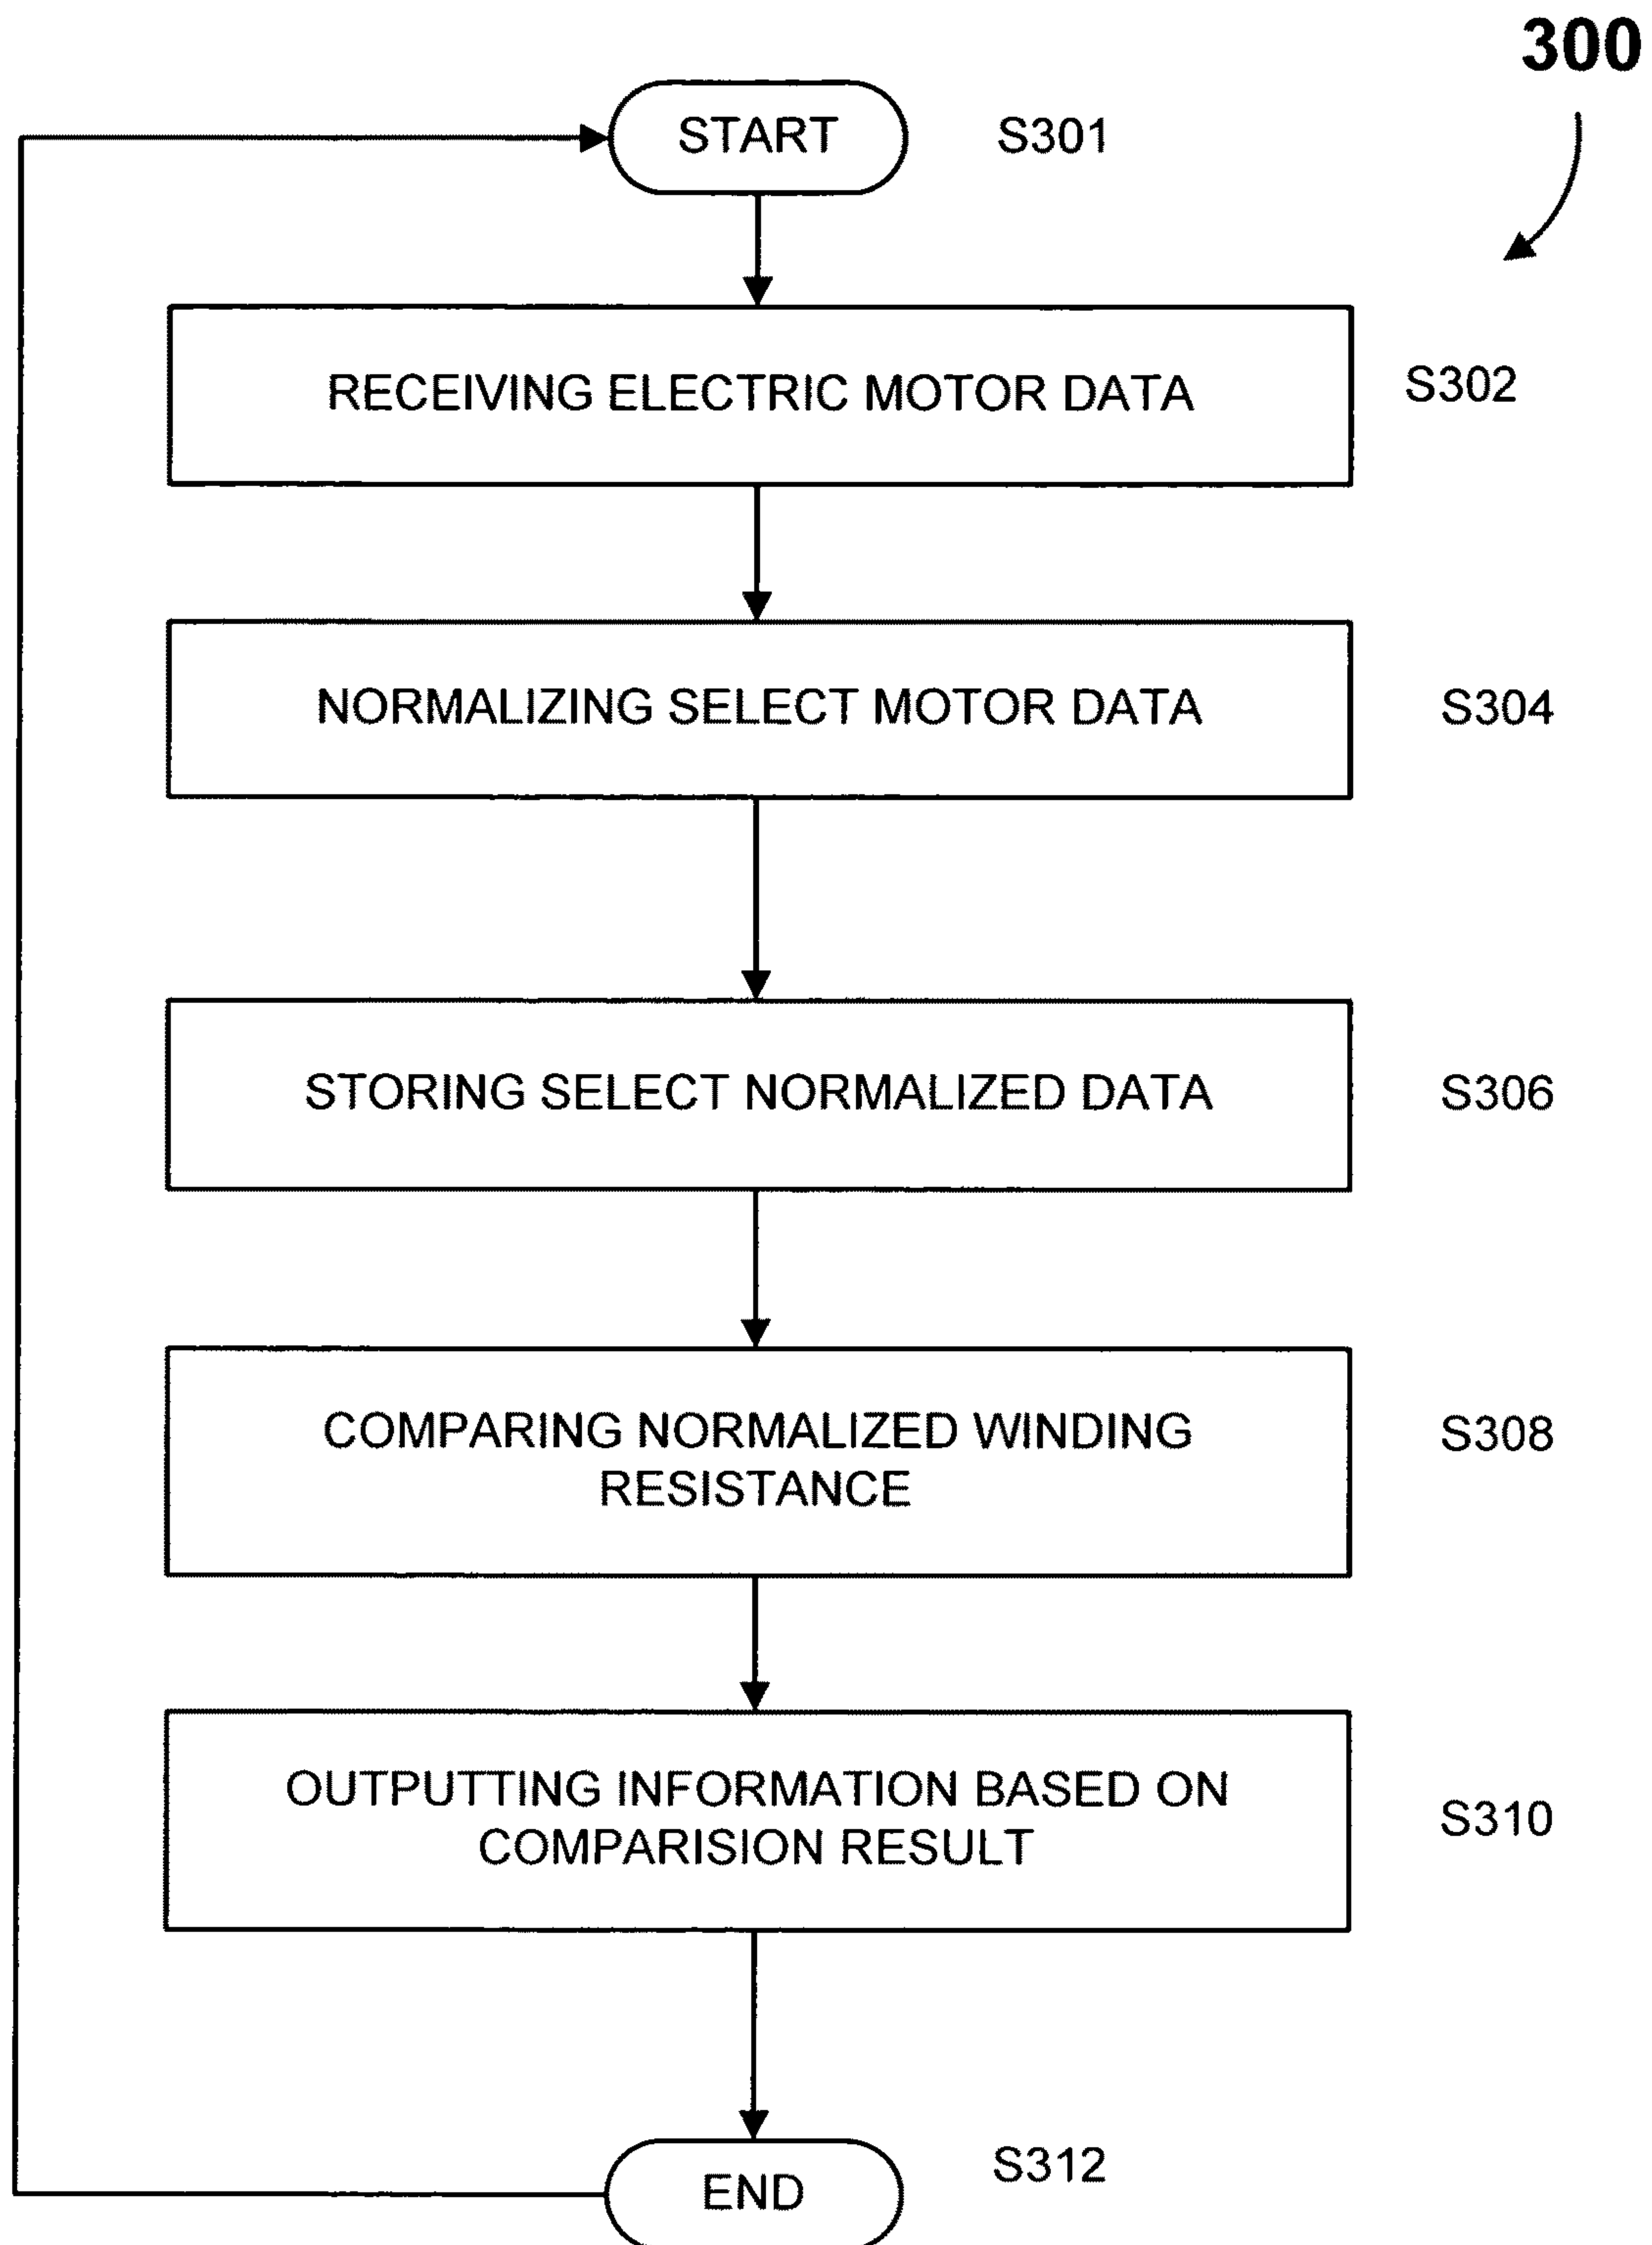 300
START
S301
RECEIVING ELECTRIC MOTOR DATA
S302
NORMALIZING SELECT MOTOR DATA
S304
STORING SELECT NORMALIZED DATA
S306
COMPARING NORMALIZED WINDING
RESISTANCE
S308
OUTPUTTING INFORMATION BASED ON
COMPARISION RESULT
S310
END
S312